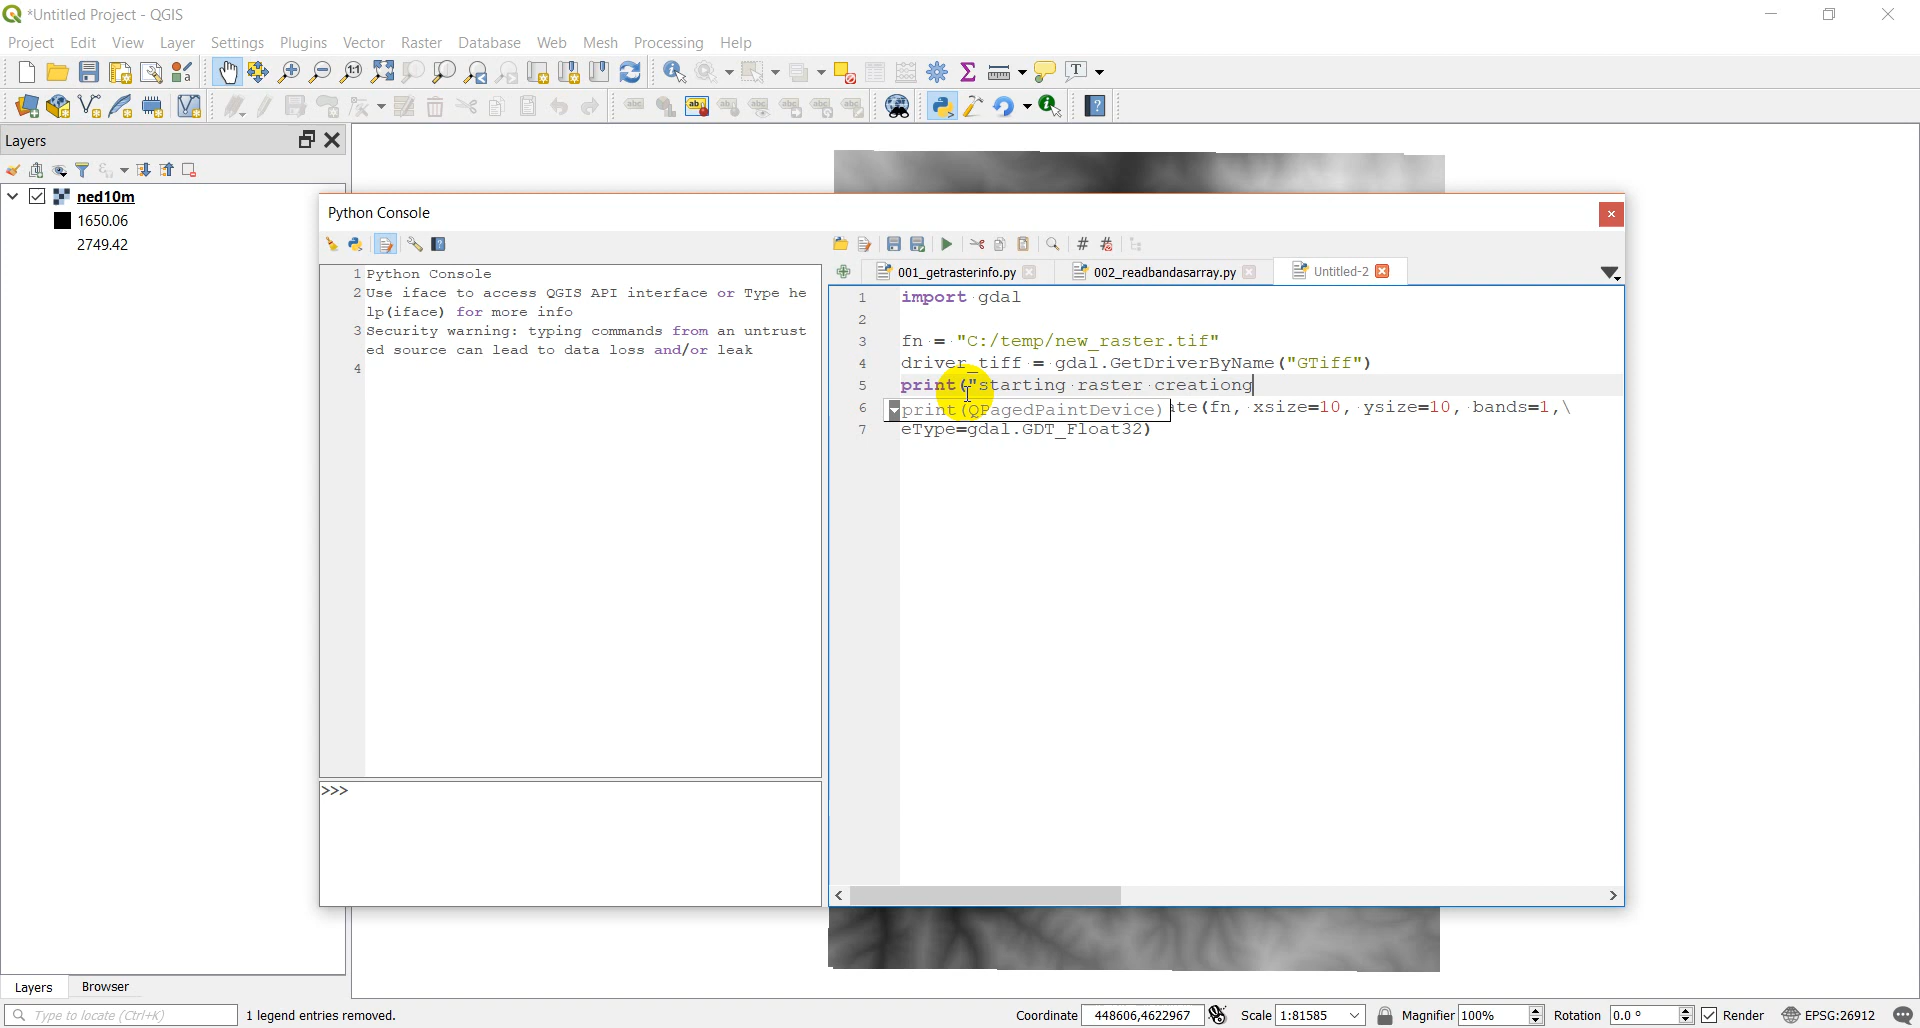 *Untitled Project - QGIS
Project Edit View Layer Settings Plugins Vector Raster Database Web Mesh Processing Help
Layers
ned10m
1650.06
2749.42
Python Console
1 Python Console
2 Use iface to access QGIS API interface or Type he
lp(iface) for more info
3 Security warning: typing commands from an untrust
ed source can lead to data loss and/or leak
4
>>>
001_getrasterinfo.py 002_readbandasarray.py Untitled-2
1 import gdal
2
3 fn = "C:/temp/new_raster.tif"
4 driver_tiff = gdal.GetDriverByName("GTiff")
5 print("starting raster creationg
print(QPagedPaintDevice)
6 ate(fn, xsize=10, ysize=10, bands=1,\
7 eType=gdal.GDT_Float32)
Layers Browser
Type to locate (Ctrl+K) 1 legend entries removed. Coordinate 448606,4622967 Scale 1:81585 Magnifier 100% Rotation 0.0 ° Render EPSG:26912